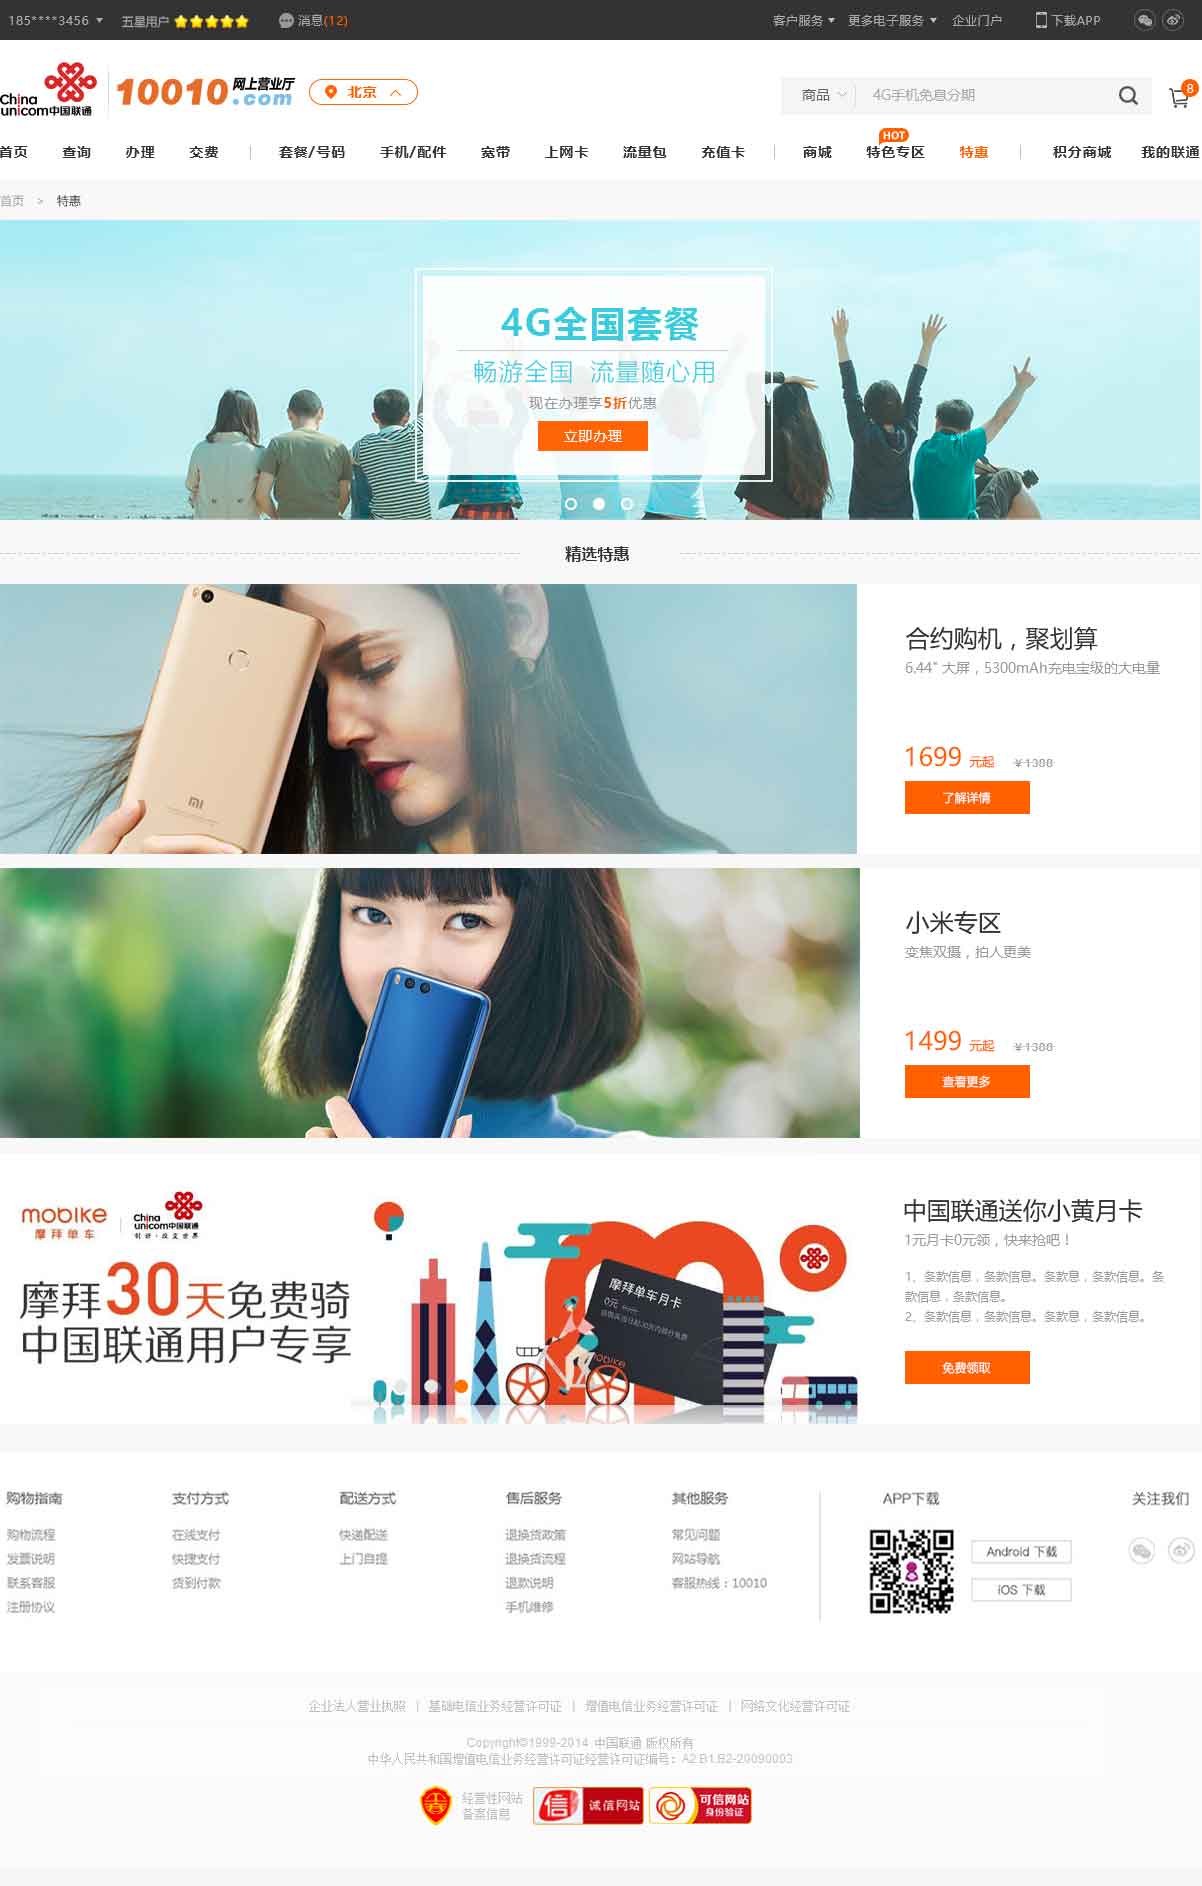 185****3456 五星用户 消息(12) 客户服务 更多电子服务 企业门户 下载APP
China unicom中国联通 10010.com 网上营业厅 北京 商品 4G手机免息分期 8
HOT
首页 查询 办理 交费 套餐/号码 手机/配件 宽带 上网卡 流量包 充值卡 商城 特色专区 特惠 积分商城 我的联通
首页 > 特惠
4G全国套餐
畅游全国 流量随心用
现在办理享5折优惠
立即办理
精选特惠
合约购机，聚划算
6.44" 大屏，5300mAh充电宝级的大电量
1699 元起 ￥1388
了解详情
mi
小米专区
变焦双摄，拍人更美
1499 元起 ￥1388
查看更多
mobike 摩拜单车
China unicom中国联通
创新·改变世界
摩拜30天免费骑
中国联通用户专享
摩拜单车月卡
0元
mobike
中国联通送你小黄月卡
1元月卡0元领，快来抢吧！
1、条款信息，条款信息。条款息，条款信息。条
款信息，条款信息。
2、条款信息，条款信息。条款息，条款信息。
免费领取
购物指南 支付方式 配送方式 售后服务 其他服务 APP下载 关注我们
购物流程 在线支付 快递配送 退换货政策 常见问题
发票说明 快捷支付 上门自提 退换货流程 网站导航
联系客服 货到付款 退款说明 客服热线：10010
注册协议 手机维修
Android 下载
iOS 下载
企业法人营业执照 | 基础电信业务经营许可证 | 增值电信业务经营许可证 | 网络文化经营许可证
Copyright©1999-2014 中国联通 版权所有
中华人民共和国增值电信业务经营许可证经营许可证编号：A2.B1.B2-20090003
经营性网站
备案信息
信 诚信网站
可信网站
身份验证